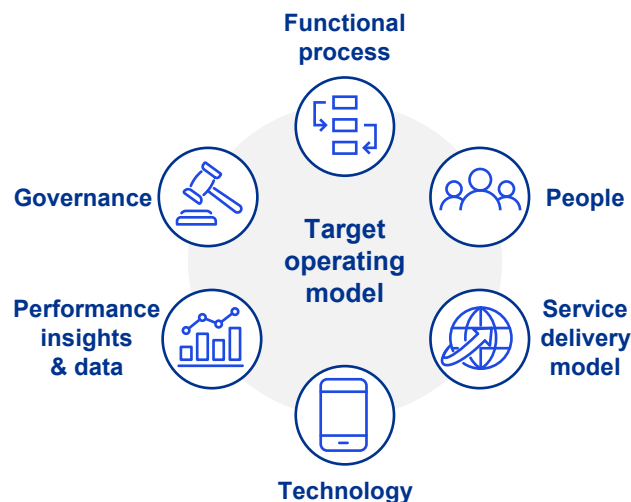 Functional
process
Governance
People
Target
operating
model
Performance
insights
& data
Service
delivery
model
Technology